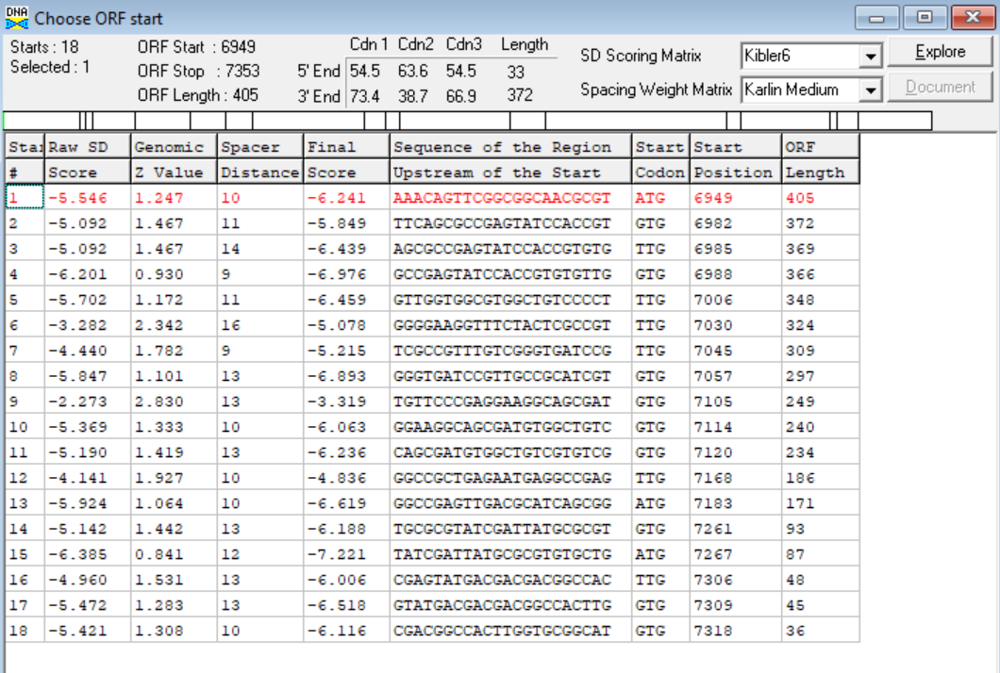 DNA Choose ORF start
Starts : 18 ORF Start : 6949 Cdn 1 Cdn2 Cdn3 Length SD Scoring Matrix Kibler6 Explore
Selected : 1 ORF Stop : 7353 5' End 54.5 63.6 54.5 33
ORF Length : 405 3' End 73.4 38.7 66.9 372 Spacing Weight Matrix Karlin Medium Document
Star Raw SD Genomic Spacer Final Sequence of the Region Start Start ORF
# Score Z Value Distance Score Upstream of the Start Codon Position Length
1 -5.546 1.247 10 -6.241 AAACAGTTCGGCGGCAACGCGT ATG 6949 405
2 -5.092 1.467 11 -5.849 TTCAGCGCCGAGTATCCACCGT GTG 6982 372
3 -5.092 1.467 14 -6.439 AGCGCCGAGTATCCACCGTGTG TTG 6985 369
4 -6.201 0.930 9 -6.976 GCCGAGTATCCACCGTGTGTTG GTG 6988 366
5 -5.702 1.172 11 -6.459 GTTGGTGGCGTGGCTGTCCCCT TTG 7006 348
6 -3.282 2.342 16 -5.078 GGGGAAGGTTTCTACTCGCCGT TTG 7030 324
7 -4.440 1.782 9 -5.215 TCGCCGTTTGTCGGGTGATCCG TTG 7045 309
8 -5.847 1.101 13 -6.893 GGGTGATCCGTTGCCGCATCGT GTG 7057 297
9 -2.273 2.830 13 -3.319 TGTTCCCGAGGAAGGCAGCGAT GTG 7105 249
10 -5.369 1.333 10 -6.063 GGAAGGCAGCGATGTGGCTGTC GTG 7114 240
11 -5.190 1.419 13 -6.236 CAGCGATGTGGCTGTCGTGTCG GTG 7120 234
12 -4.141 1.927 10 -4.836 GGCCGCTGAGAATGAGGCCGAG TTG 7168 186
13 -5.924 1.064 10 -6.619 GGCCGAGTTGACGCATCAGCGG ATG 7183 171
14 -5.142 1.442 13 -6.188 TGCGCGTATCGATTATGCGCGT GTG 7261 93
15 -6.385 0.841 12 -7.221 TATCGATTATGCGCGTGTGCTG ATG 7267 87
16 -4.960 1.531 13 -6.006 CGAGTATGACGACGACGGCCAC TTG 7306 48
17 -5.472 1.283 13 -6.518 GTATGACGACGACGGCCACTTG GTG 7309 45
18 -5.421 1.308 10 -6.116 CGACGGCCACTTGGTGCGGCAT GTG 7318 36